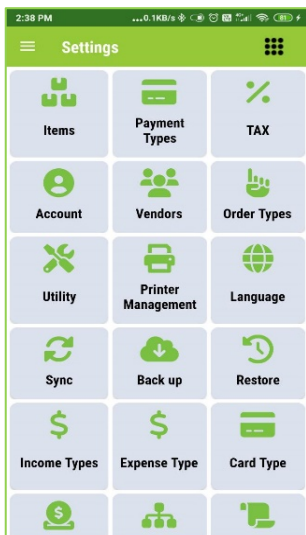 2:38 PM ...0.1KB/s
Settings
Items
Payment
Types
TAX
Account
Vendors
Order Types
Utility
Printer
Management
Language
Sync
Back up
Restore
Income Types
Expense Type
Card Type